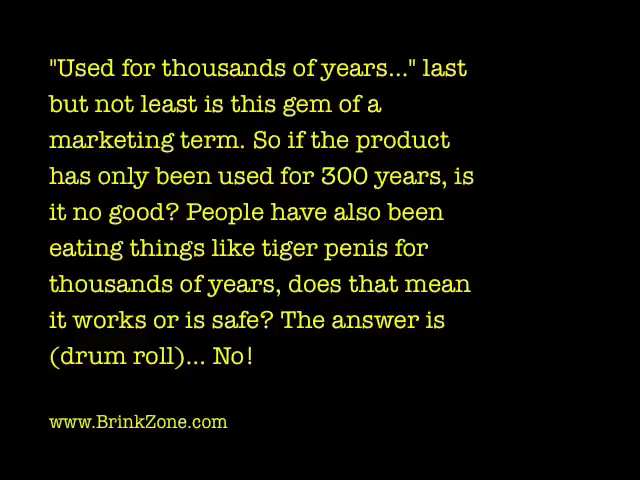 "Used for thousands of years..." last
but not least is this gem of a
marketing term. So if the product
has only been used for 300 years, is
it no good? People have also been
eating things like tiger penis for
thousands of years, does that mean
it works or is safe? The answer is
(drum roll)... No!
www.BrinkZone.com